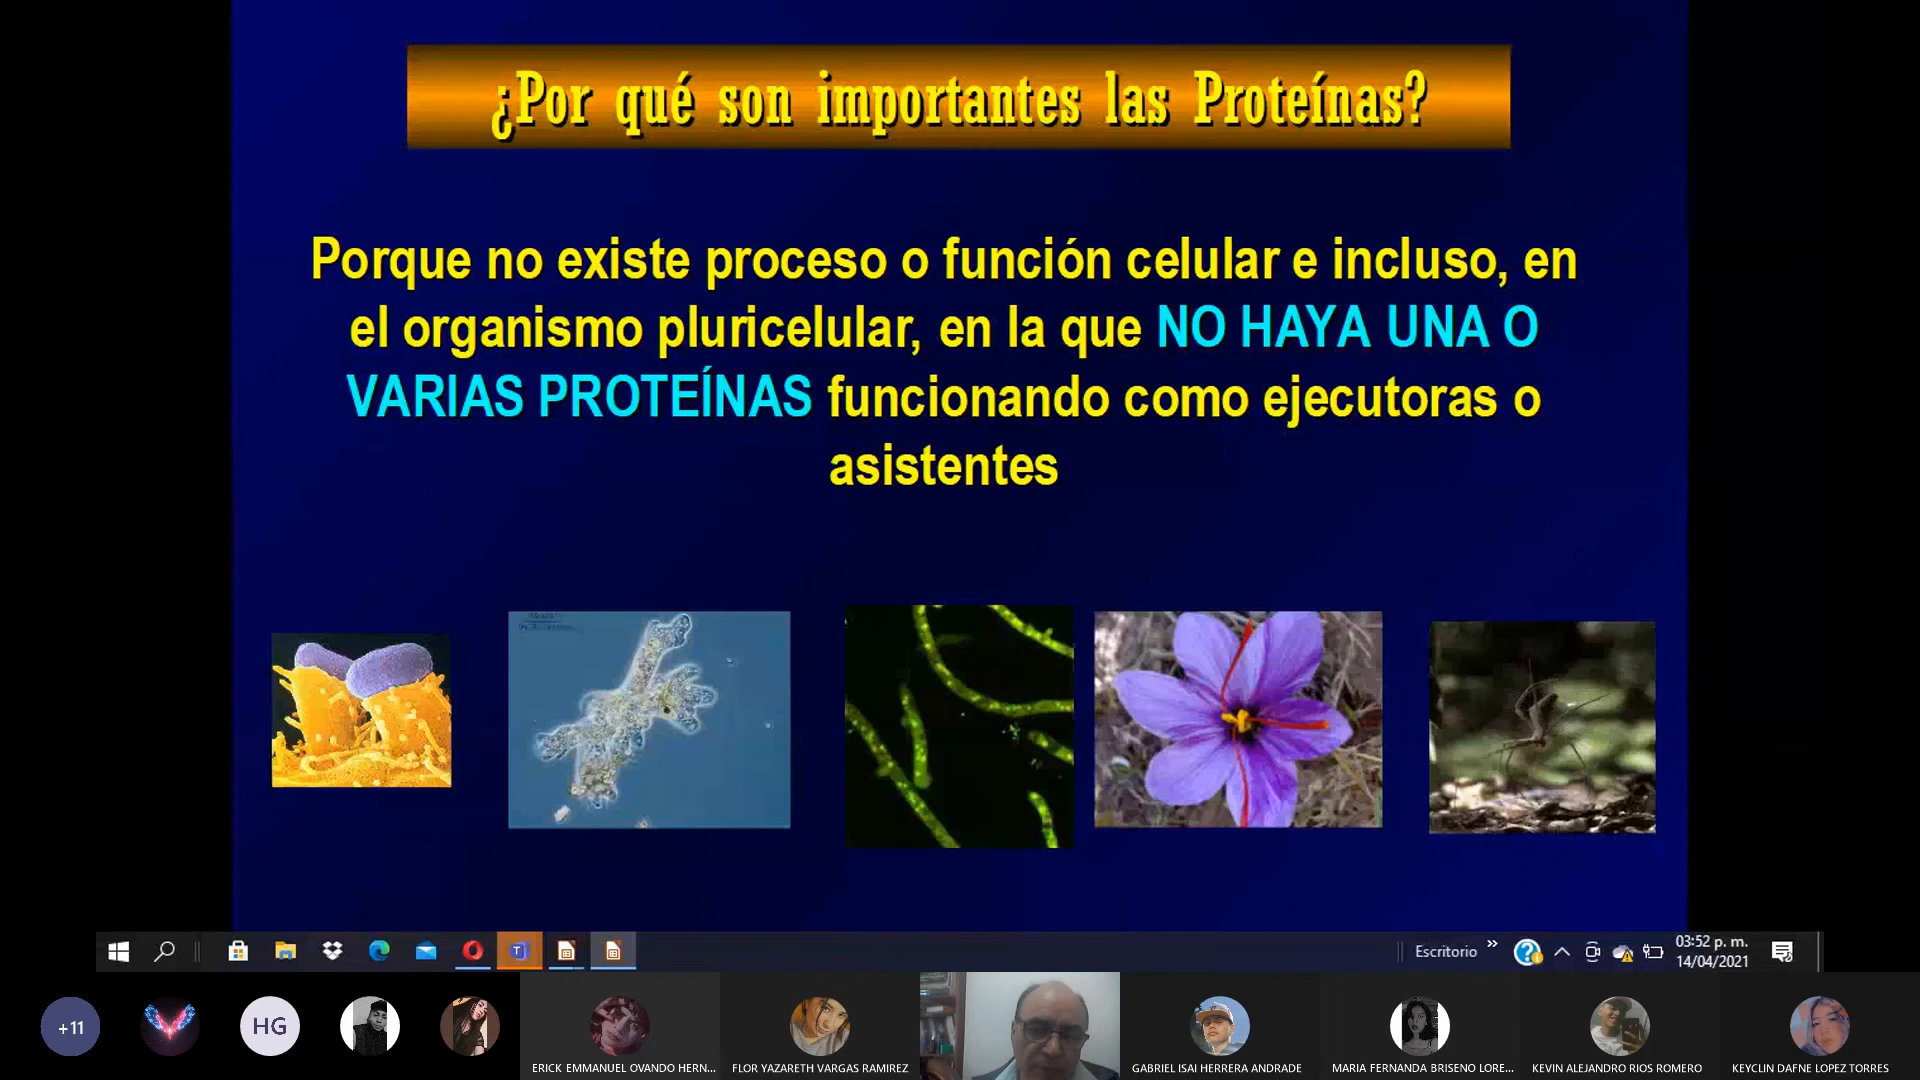 ¿Por qué son importantes las Proteínas?
Porque no existe proceso o función celular e incluso, en
el organismo pluricelular, en la que NO HAYA UNA O
VARIAS PROTEÍNAS funcionando como ejecutoras o
asistentes
Escritorio
03:52 p. m.
14/04/2021
+11
HG
ERICK EMMANUEL OVANDO HERN...
FLOR YAZARETH VARGAS RAMIREZ
GABRIEL ISAI HERRERA ANDRADE
MARIA FERNANDA BRISEÑO LORE...
KEVIN ALEJANDRO RIOS ROMERO
KEYCLIN DAFNE LOPEZ TORRES